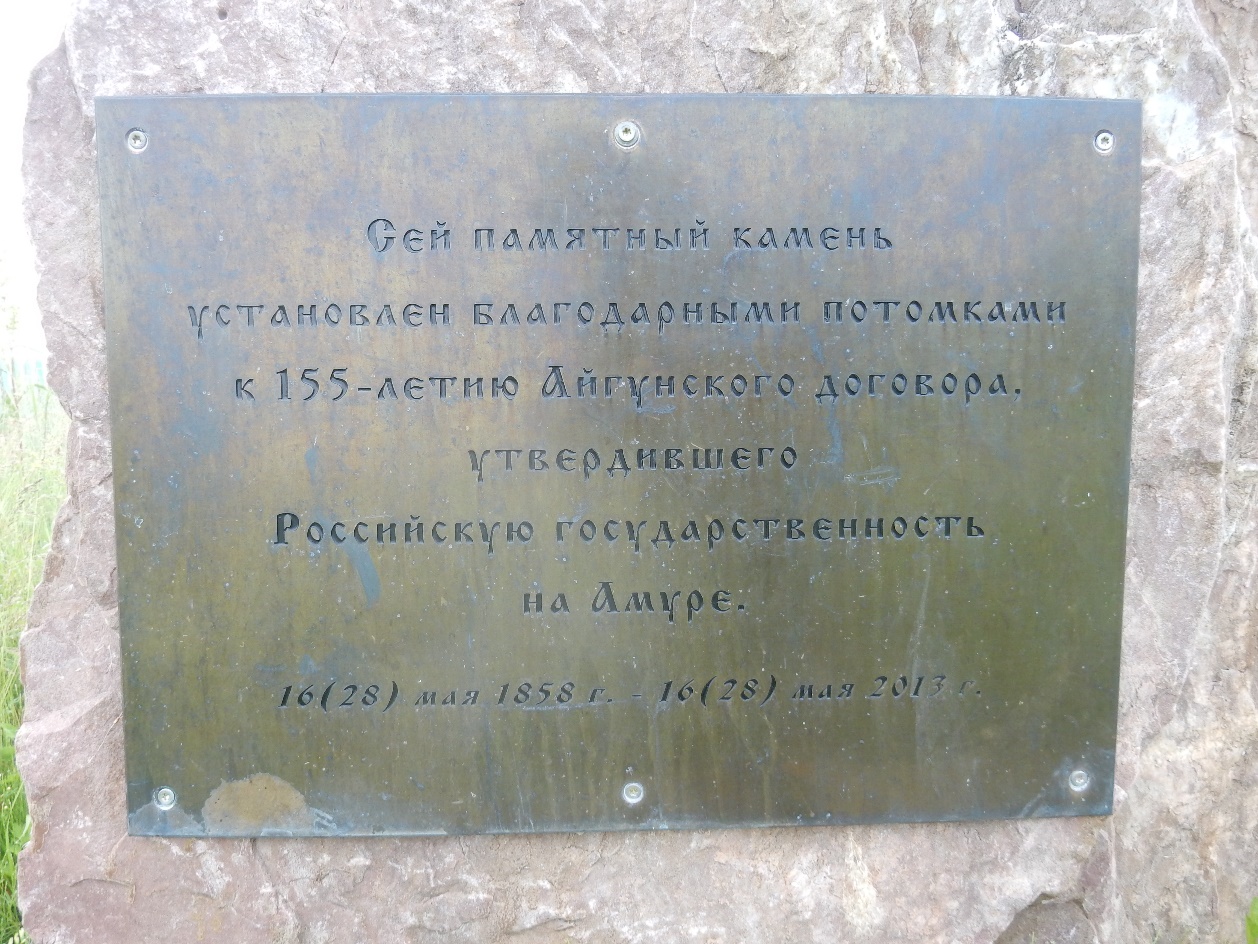 Сей памятный камень
установлен благодарными потомками
к 155-летию Айгунского договора,
утвердившего
Российскую государственность
на Амуре.
16(28) мая 1858 г. - 16(28) мая 2013 г.